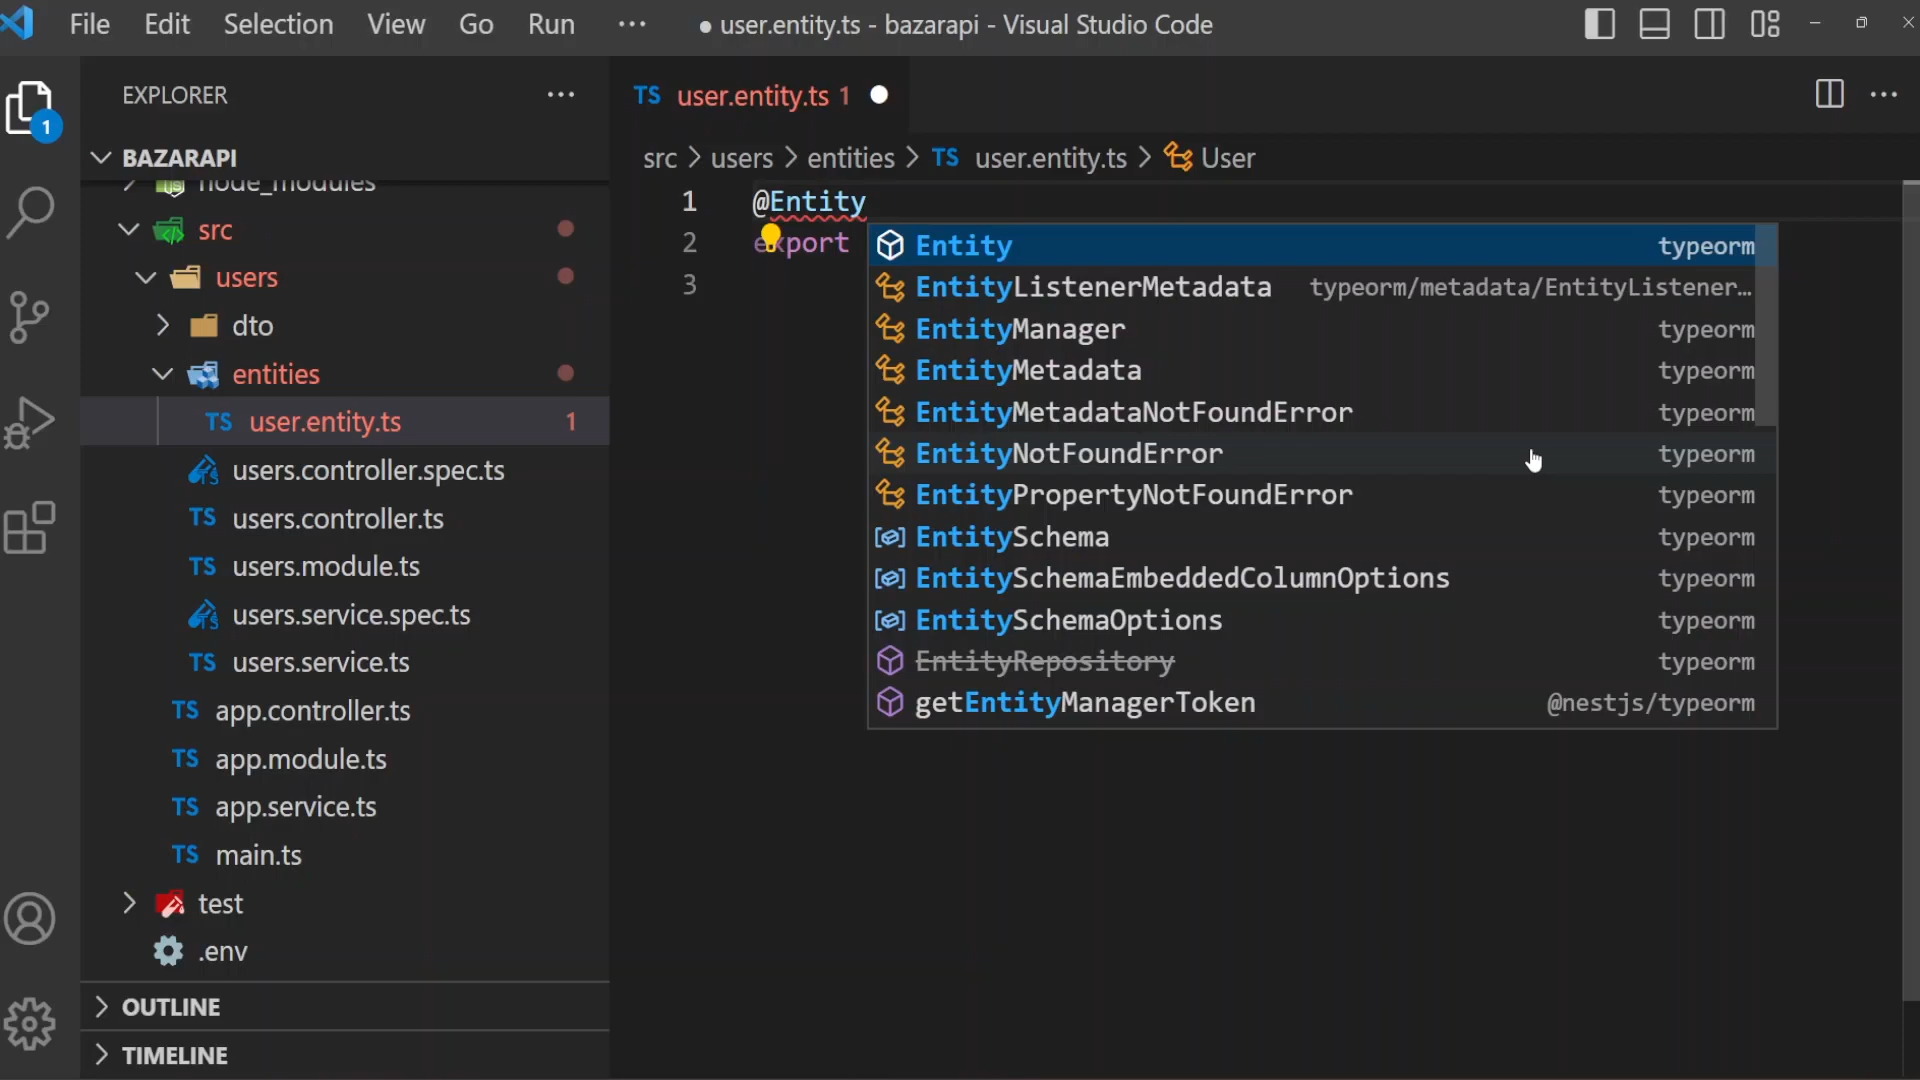 File Edit Selection View Go Run ··· ● user.entity.ts - bazarapi - Visual Studio Code
EXPLORER ···
1
BAZARAPI
node_modules
src
users
dto
entities
TS user.entity.ts 1
users.controller.spec.ts
TS users.controller.ts
TS users.module.ts
users.service.spec.ts
TS users.service.ts
TS app.controller.ts
TS app.module.ts
TS app.service.ts
TS main.ts
test
.env
OUTLINE
TIMELINE
TS user.entity.ts 1 ●
src > users > entities > TS user.entity.ts > User
1 @Entity
2 export
3
Entity typeorm
EntityListenerMetadata typeorm/metadata/EntityListener…
EntityManager typeorm
EntityMetadata typeorm
EntityMetadataNotFoundError typeorm
EntityNotFoundError typeorm
EntityPropertyNotFoundError typeorm
EntitySchema typeorm
EntitySchemaEmbeddedColumnOptions typeorm
EntitySchemaOptions typeorm
EntityRepository typeorm
getEntityManagerToken @nestjs/typeorm